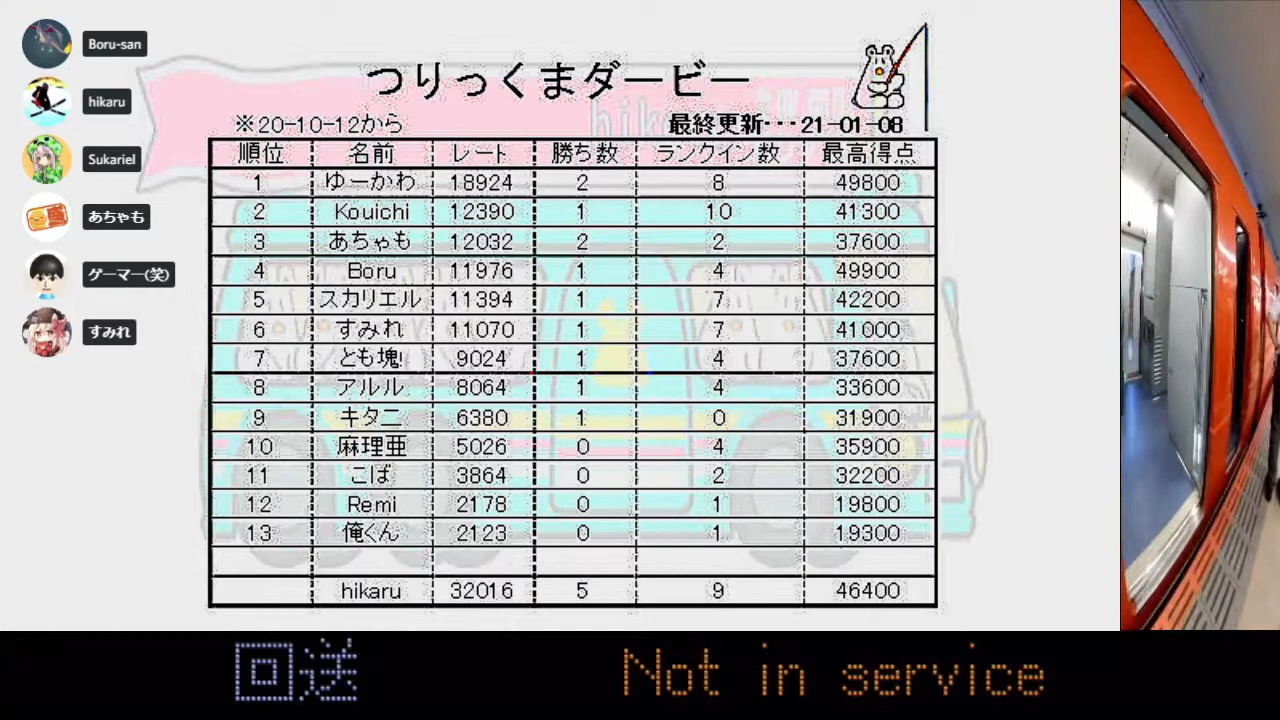 Boru-san
hikaru
Sukariel
あちゃも
ゲーマー(笑)
すみれ
つりっくまダービー
※20-10-12から 最終更新・・・21-01-08
順位 名前 レート 勝ち数 ランクイン数 最高得点
1 ゆーかわ 18924 2 8 49800
2 Kouichi 12390 1 10 41300
3 あちゃも 12032 2 2 37600
4 Boru 11976 1 4 49900
5 スカリエル 11394 1 7 42200
6 すみれ 11070 1 7 41000
7 とも塊! 9024 1 4 37600
8 アルル 8064 1 4 33600
9 キタニ 6380 1 0 31900
10 麻理亜 5026 0 4 35900
11 こば 3864 0 2 32200
12 Remi 2178 0 1 19800
13 俺くん 2123 0 1 19300
hikaru 32016 5 9 46400
回送 Not in service